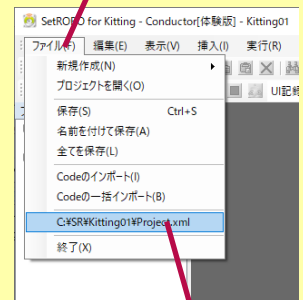 SetROBO for Kitting - Conductor[体験版] - Kitting01
ファイル(F) 編集(E) 表示(V) 挿入(I) 実行(R)
新規作成(N)
プロジェクトを開く(O)
UI記録
保存(S) Ctrl+S
名前を付けて保存(A)
全てを保存(L)
Codeのインポート(I)
Codeの一括インポート(B)
C:¥SR¥Kitting01¥Project.xml
終了(X)